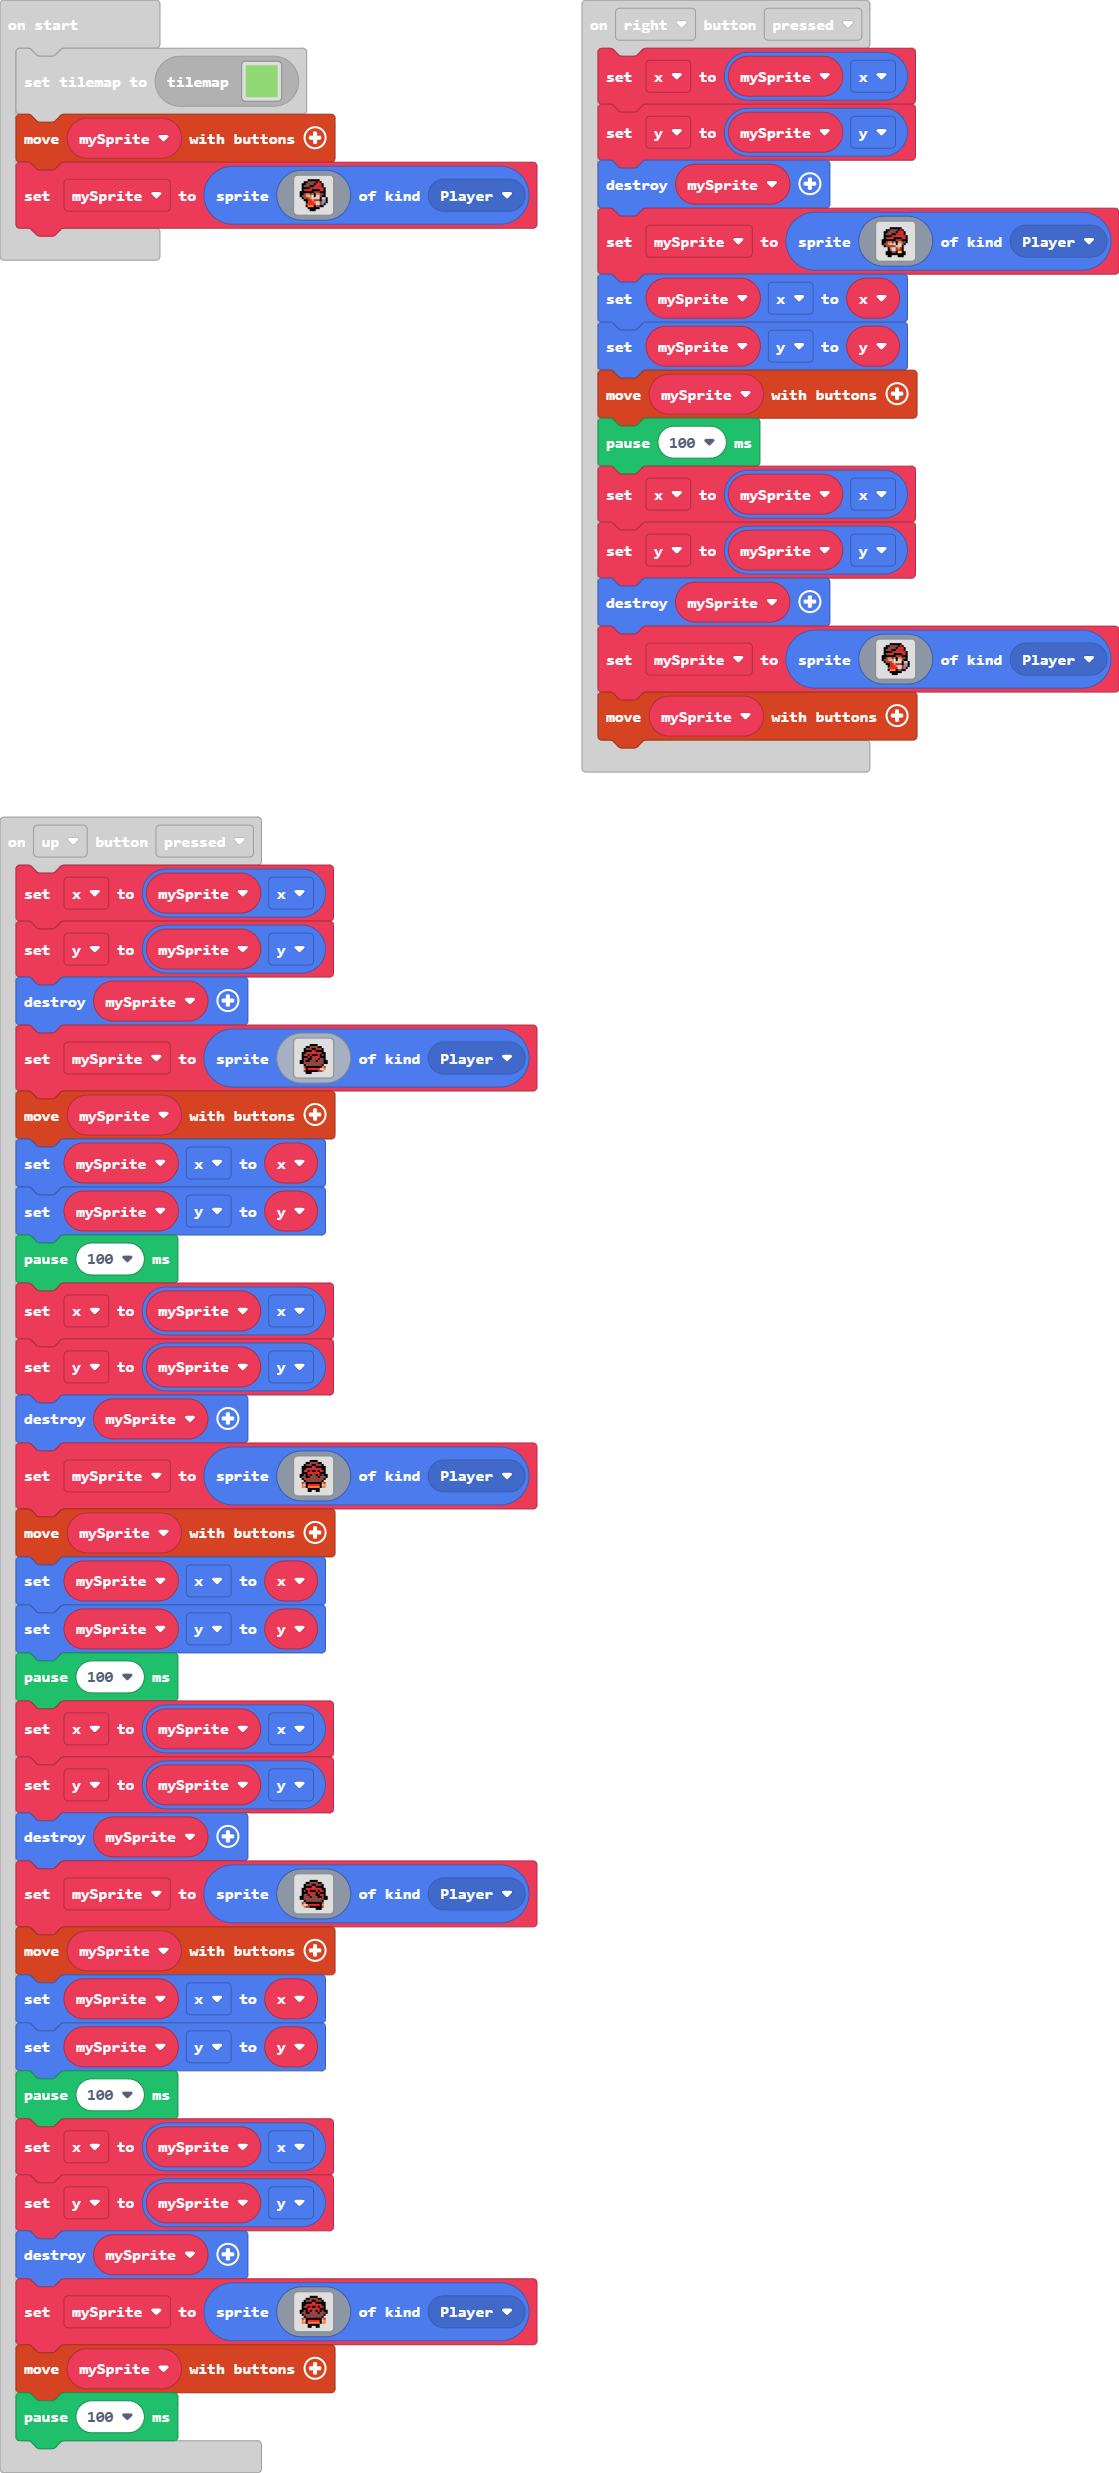 on start
set tilemap to tilemap
move mySprite with buttons
set mySprite to sprite of kind Player
on right button pressed
set x to mySprite x
set y to mySprite y
destroy mySprite
set mySprite to sprite of kind Player
set mySprite x to x
set mySprite y to y
move mySprite with buttons
pause 100 ms
set x to mySprite x
set y to mySprite y
destroy mySprite
set mySprite to sprite of kind Player
move mySprite with buttons
on up button pressed
set x to mySprite x
set y to mySprite y
destroy mySprite
set mySprite to sprite of kind Player
move mySprite with buttons
set mySprite x to x
set mySprite y to y
pause 100 ms
set x to mySprite x
set y to mySprite y
destroy mySprite
set mySprite to sprite of kind Player
move mySprite with buttons
set mySprite x to x
set mySprite y to y
pause 100 ms
set x to mySprite x
set y to mySprite y
destroy mySprite
set mySprite to sprite of kind Player
move mySprite with buttons
set mySprite x to x
set mySprite y to y
pause 100 ms
set x to mySprite x
set y to mySprite y
destroy mySprite
set mySprite to sprite of kind Player
move mySprite with buttons
pause 100 ms